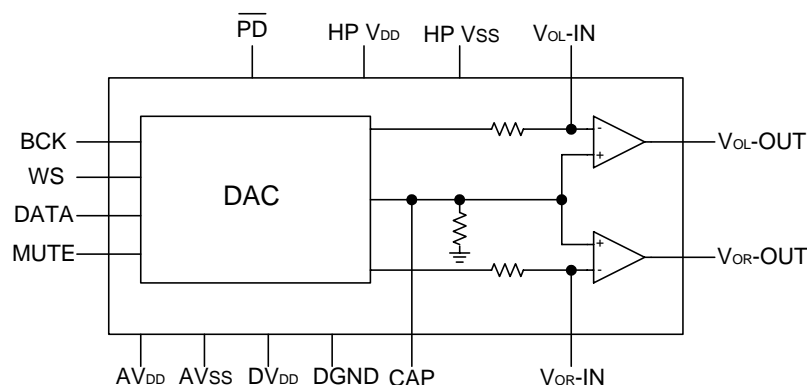 PD
HP VDD
HP VSS
VOL-IN
BCK
WS
DATA
MUTE
DAC
-
+
+
-
VOL-OUT
VOR-OUT
AVDD
AVSS
DVDD
DGND
CAP
VOR-IN